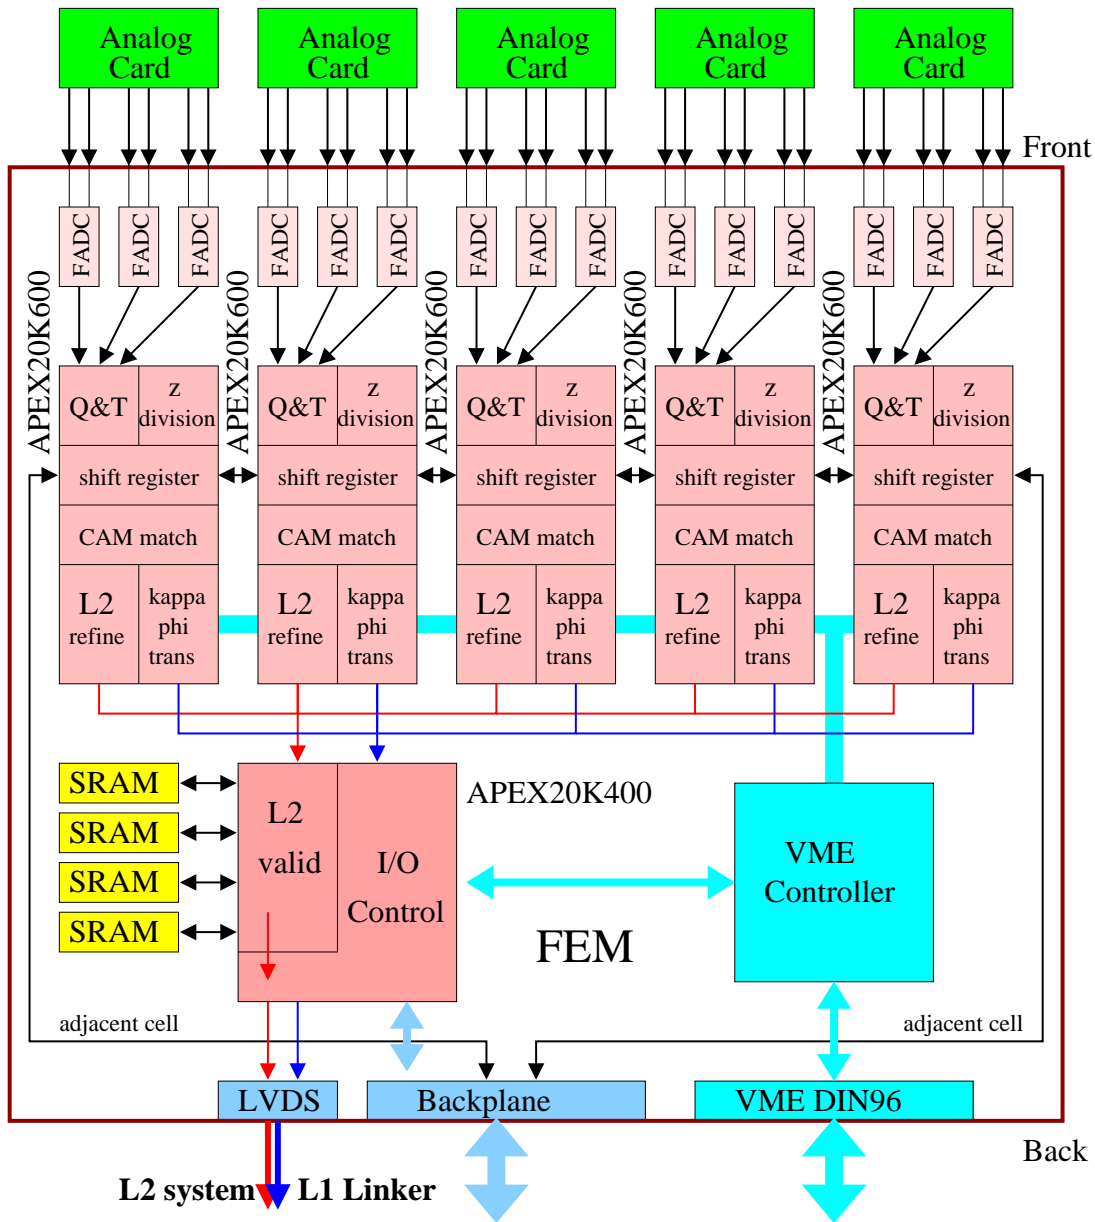 Analog Card
Analog Card
Analog Card
Analog Card
Analog Card
Front
FADC FADC FADC
FADC FADC FADC
FADC FADC FADC
FADC FADC FADC
FADC FADC FADC
APEX20K600
APEX20K600
APEX20K600
APEX20K600
APEX20K600
Q&T
z
division
Q&T
z
division
Q&T
z
division
Q&T
z
division
Q&T
z
division
shift register
shift register
shift register
shift register
shift register
CAM match
CAM match
CAM match
CAM match
CAM match
L2
refine
kappa
phi
trans
L2
refine
kappa
phi
trans
L2
refine
kappa
phi
trans
L2
refine
kappa
phi
trans
L2
refine
kappa
phi
trans
SRAM
SRAM
SRAM
SRAM
L2
valid
I/O
Control
APEX20K400
VME
Controller
FEM
adjacent cell
adjacent cell
LVDS
Backplane
VME DIN96
Back
L2 system
L1 Linker